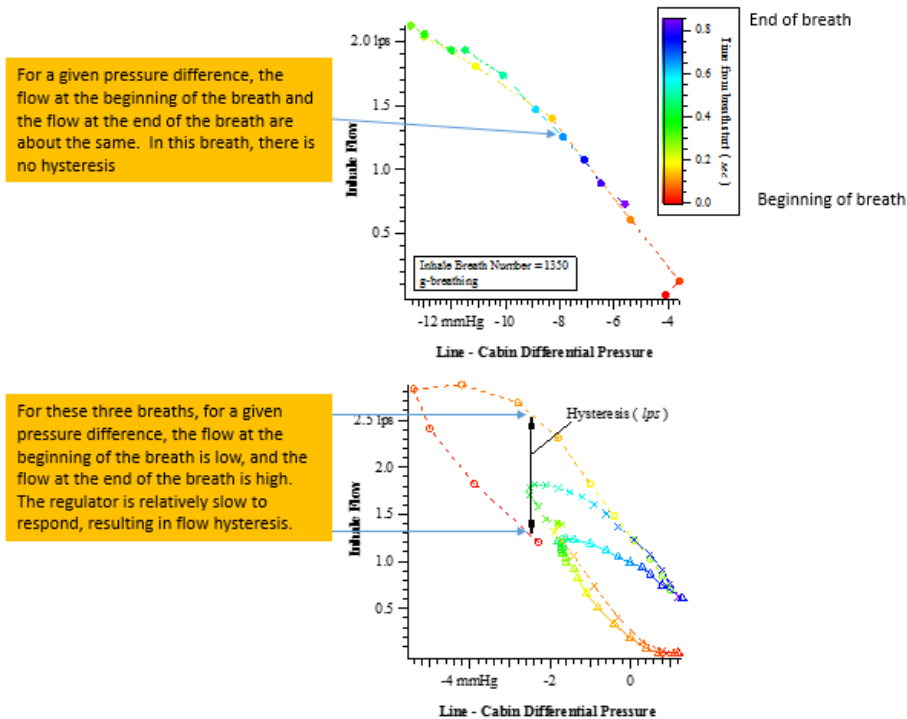 For a given pressure difference, the
flow at the beginning of the breath and
the flow at the end of the breath are
about the same. In this breath, there is
no hysteresis
2.0 lps
1.5
1.0
0.5
Inhale Flow
Inhale Breath Number = 1350
g-breathing
-12 mmHg -10 -8 -6 -4
Line - Cabin Differential Pressure
0.8
0.6
0.4
0.2
0.0
Time from breath start ( sec )
End of breath
Beginning of breath
For these three breaths, for a given
pressure difference, the flow at the
beginning of the breath is low, and the
flow at the end of the breath is high.
The regulator is relatively slow to
respond, resulting in flow hysteresis.
2.5 lps
2.0
1.5
1.0
0.5
Inhale Flow
Hysteresis ( lps )
-4 mmHg -2 0
Line - Cabin Differential Pressure